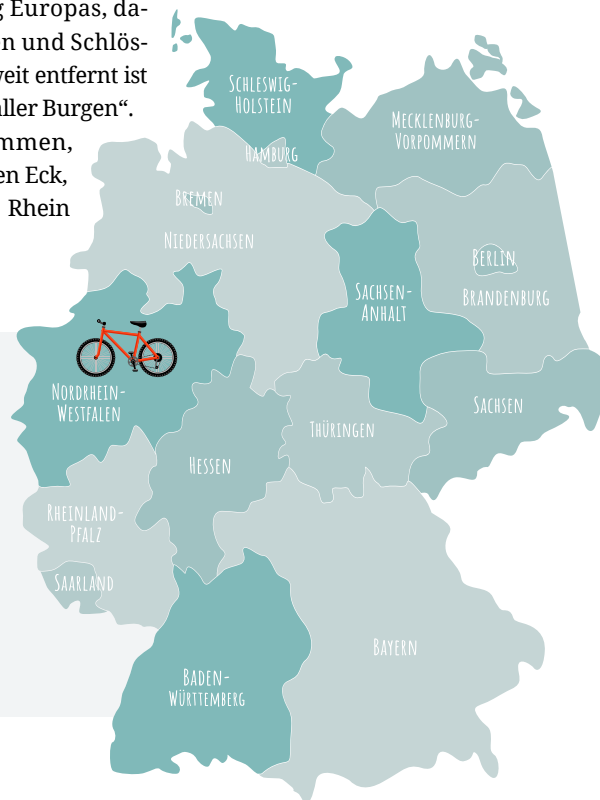 g Europas, da-
en und Schlös-
weit entfernt ist
aller Burgen“.
mmen,
en Eck,
Rhein
SCHLESWIG-
HOLSTEIN
MECKLENBURG-
VORPOMMERN
HAMBURG
BREMEN
NIEDERSACHSEN
BERLIN
SACHSEN-
ANHALT
BRANDENBURG
NORDRHEIN-
WESTFALEN
SACHSEN
THÜRINGEN
HESSEN
RHEINLAND-
PFALZ
SAARLAND
BAYERN
BADEN-
WÜRTTEMBERG